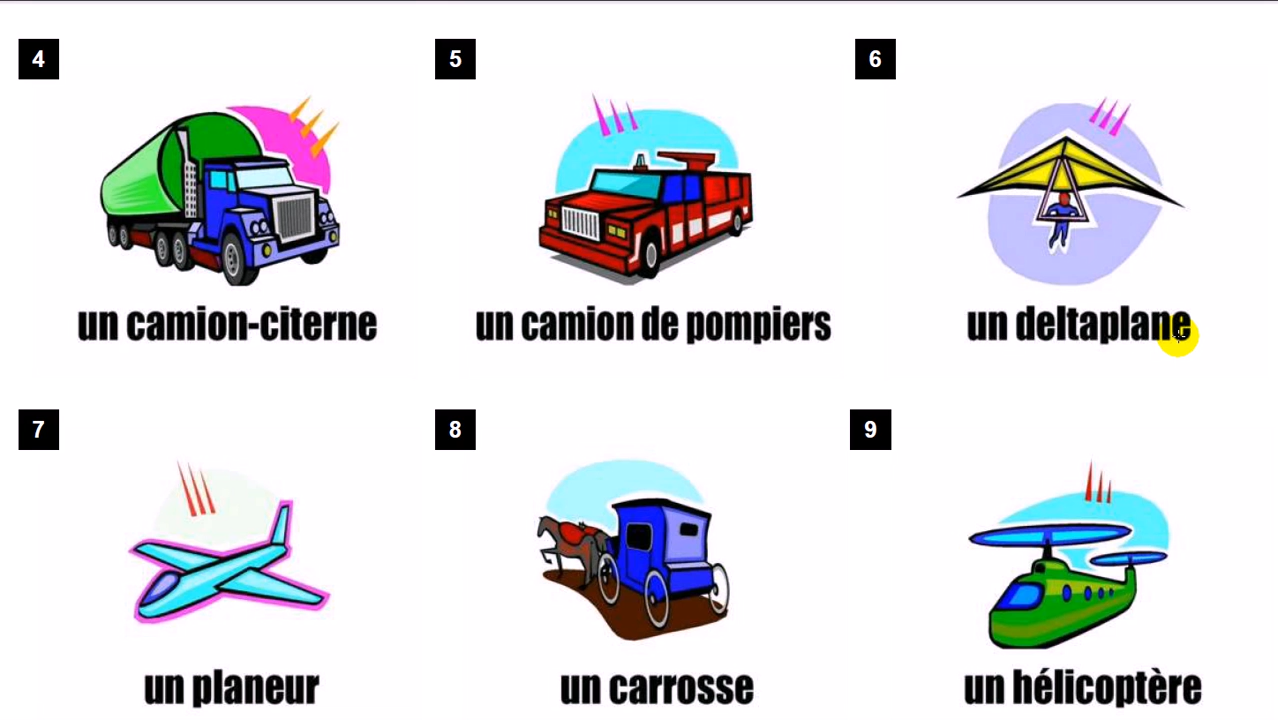 4
5
6
un camion-citerne
un camion de pompiers
un deltaplane
7
8
9
un planeur
un carrosse
un hélicoptère